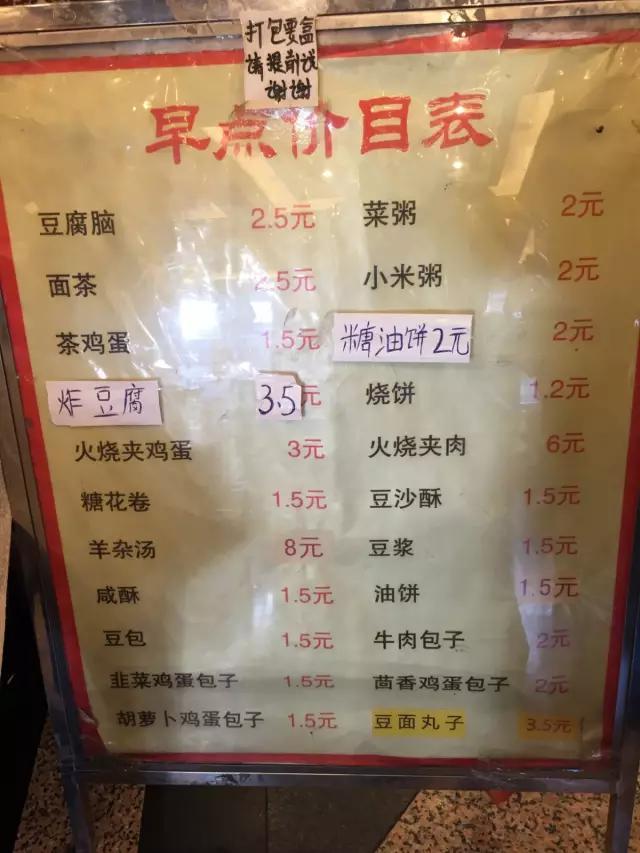 打包要盒
请提前说
谢谢
早点价目表
豆腐脑 2.5元 菜粥 2元
面茶 2.5元 小米粥 2元
茶鸡蛋 1.5元 糖油饼2元 2元
炸豆腐 3.5元 烧饼 1.2元
火烧夹鸡蛋 3元 火烧夹肉 6元
糖花卷 1.5元 豆沙酥 1.5元
羊杂汤 8元 豆浆 1.5元
咸酥 1.5元 油饼 1.5元
豆包 1.5元 牛肉包子 2元
韭菜鸡蛋包子 1.5元 茴香鸡蛋包子 2元
胡萝卜鸡蛋包子 1.5元 豆面丸子 3.5元